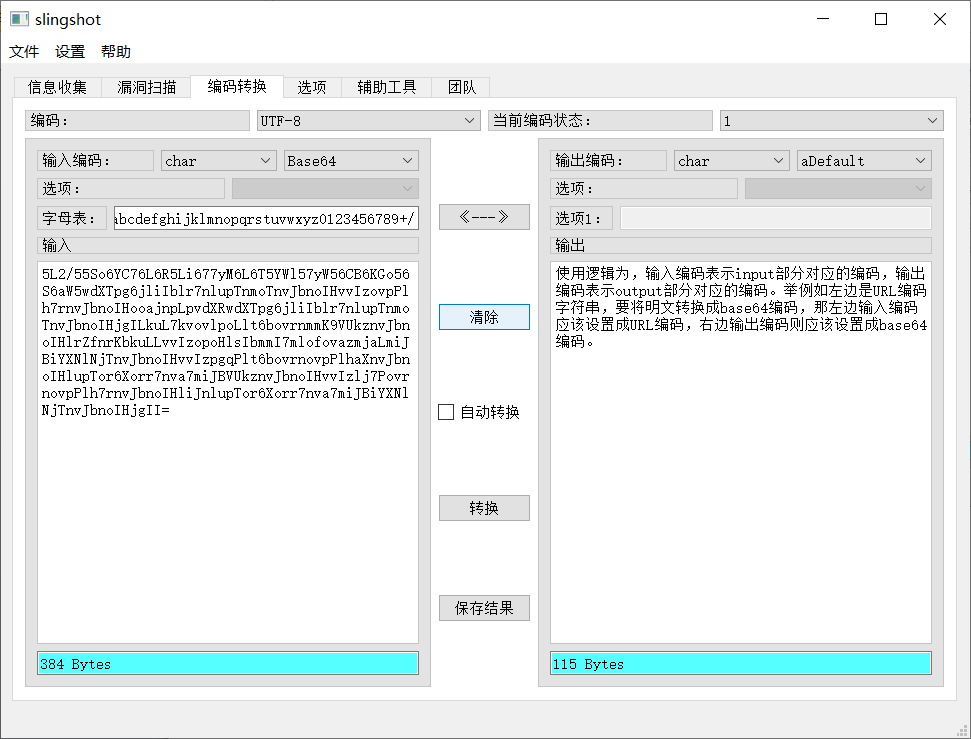 slingshot
文件 设置 帮助
信息收集 漏洞扫描 编码转换 选项 辅助工具 团队
编码: UTF-8 当前编码状态: 1
输入编码: char Base64
选项:
字母表: abcdefghijklmnopqrstuvwxyz0123456789+/
输入
5L2/55So6YC76L6R5Li677yM6L6T5YWl57yW56CB6KGo56
S6aW5wdXTpg6jliIblr7nlupTnmoTnvJbnoIHvvIzovpPl
h7rnvJbnoIHooajnpLpvdXRwdXTpg6jliIblr7nlupTnmo
TnvJbnoIHjgILkuL7kvovlpoLlt6bovrnmmK9VUkznvJbn
oIHlrZfnrKbkuLLvvIzopoHlsIbmmI7mlofovazmjaLmiJ
BiYXNlNjTnvJbnoIHvvIzpgqPlt6bovrnovpPlhaXnvJbn
oIHlupTor6Xorr7nva7miJBVUkznvJbnoIHvvIzlj7Povr
novpPlh7rnvJbnoIHliJnlupTor6Xorr7nva7miJBiYXNl
NjTnvJbnoIHjgII=
384 Bytes
《---》
清除
自动转换
转换
保存结果
输出编码: char aDefault
选项:
选项1:
输出
使用逻辑为，输入编码表示input部分对应的编码，输出
编码表示output部分对应的编码。举例如左边是URL编码
字符串，要将明文转换成base64编码，那左边输入编码
应该设置成URL编码，右边输出编码则应该设置成base64
编码。
115 Bytes